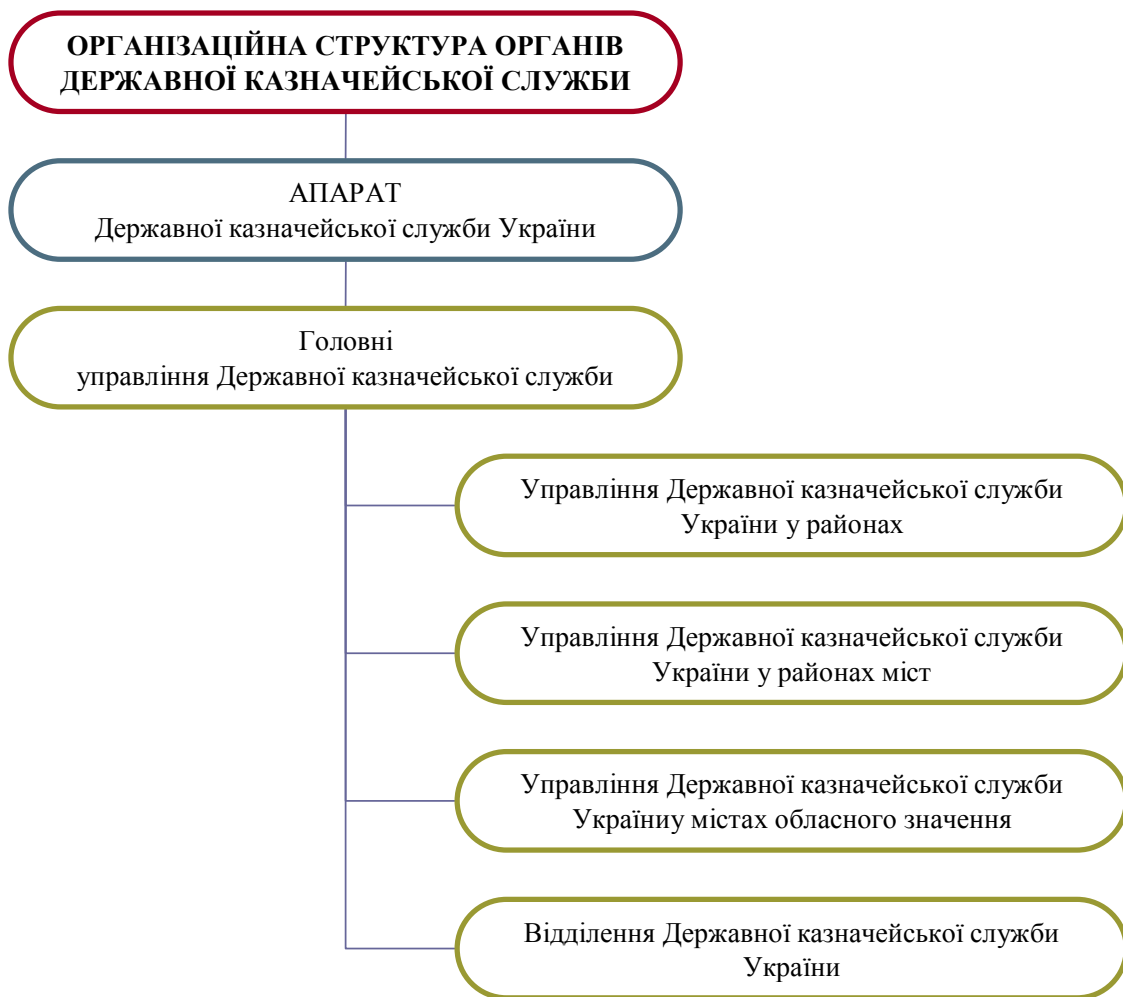 ОРГАНІЗАЦІЙНА СТРУКТУРА ОРГАНІВ
ДЕРЖАВНОЇ КАЗНАЧЕЙСЬКОЇ СЛУЖБИ
АПАРАТ
Державної казначейської служби України
Головні
управління Державної казначейської служби
Управління Державної казначейської служби
України у районах
Управління Державної казначейської служби
України у районах міст
Управління Державної казначейської служби
Україниу містах обласного значення
Відділення Державної казначейської служби
України